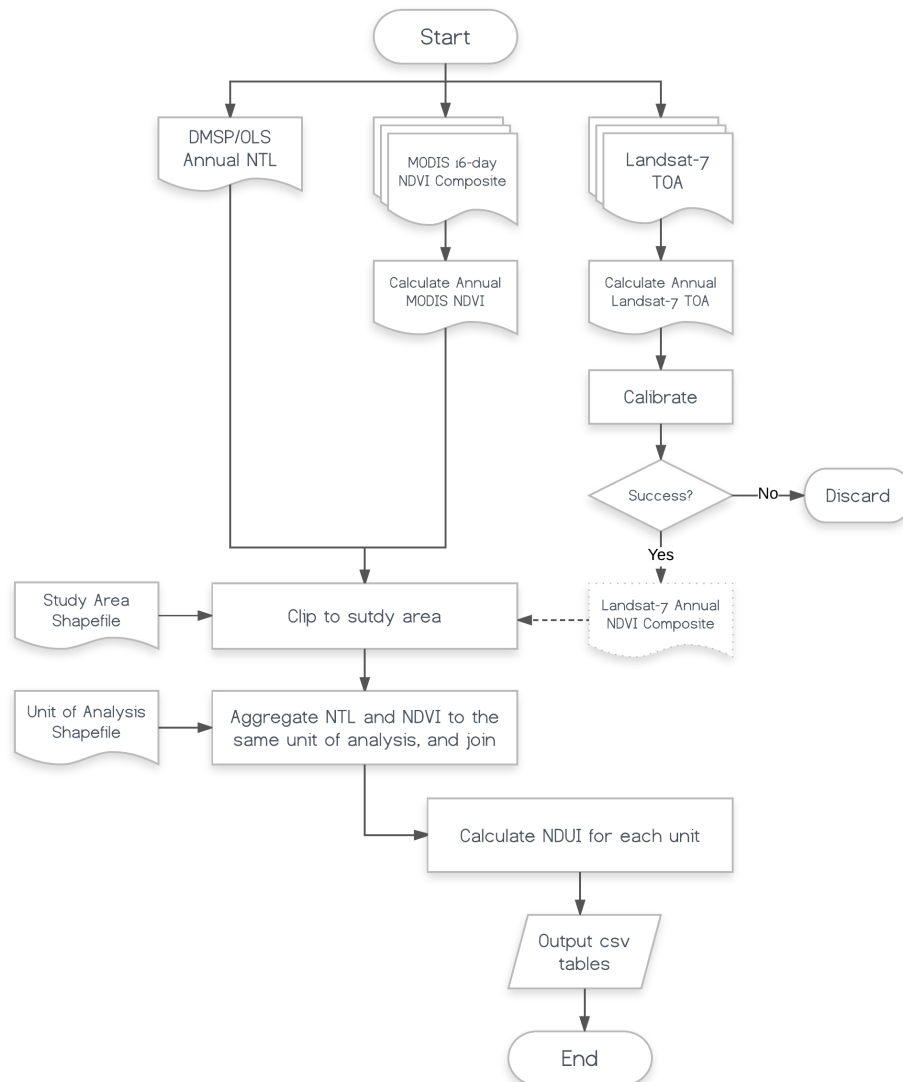 Start
DMSP/OLS
Annual NTL
MODIS 16-day
NDVI Composite
Landsat-7
TOA
Calculate Annual
MODIS NDVI
Calculate Annual
Landsat-7 TOA
Calibrate
Success?
No
Discard
Yes
Study Area
Shapefile
Clip to sutdy area
Landsat-7 Annual
NDVI Composite
Unit of Analysis
Shapefile
Aggregate NTL and NDVI to the
same unit of analysis, and join
Calculate NDUI for each unit
Output csv
tables
End